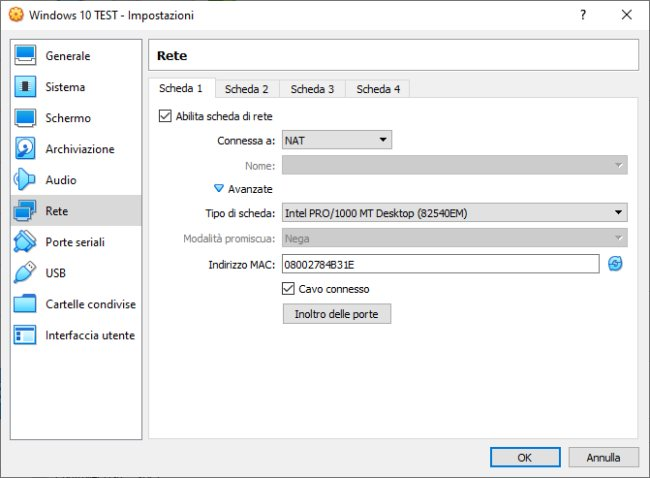 Windows 10 TEST - Impostazioni
?
Generale
Sistema
Schermo
Archiviazione
Audio
Rete
Porte seriali
USB
Cartelle condivise
Interfaccia utente
Rete
Scheda 1 Scheda 2 Scheda 3 Scheda 4
Abilita scheda di rete
Connessa a: NAT
Nome:
Avanzate
Tipo di scheda: Intel PRO/1000 MT Desktop (82540EM)
Modalità promiscua: Nega
Indirizzo MAC: 08002784B31E
Cavo connesso
Inoltro delle porte
OK Annulla